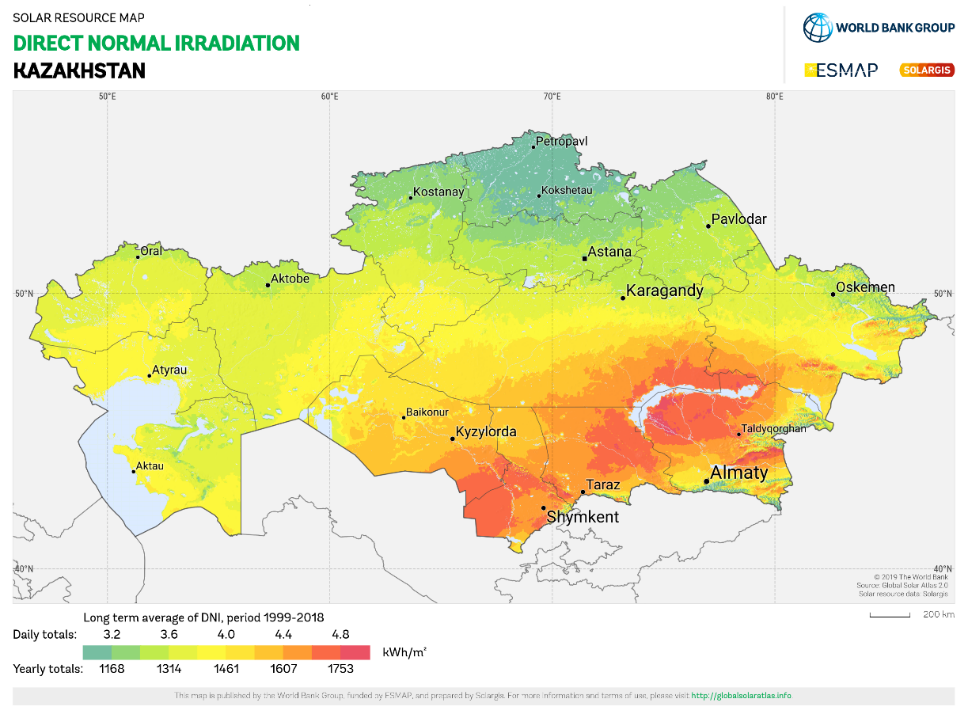 SOLAR RESOURCE MAP
DIRECT NORMAL IRRADIATION
KAZAKHSTAN
WORLD BANK GROUP
ESMAP
SOLARGIS
50°E 60°E 70°E 80°E
Petropavl
Kostanay
Kokshetau
Pavlodar
Oral
Astana
Aktobe
50°N
Karagandy
Oskemen
50°N
Atyrau
Baikonur
Kyzylorda
Taldyqorghan
Aktau
Almaty
Taraz
Shymkent
40°N
40°N
© 2019 The World Bank
Source: Global Solar Atlas 2.0
Solar resource data: Solargis
200 km
Long term average of DNI, period 1999-2018
Daily totals: 3.2 3.6 4.0 4.4 4.8
kWh/m²
Yearly totals: 1168 1314 1461 1607 1753
This map is published by the World Bank Group, funded by ESMAP, and prepared by Solargis. For more information and terms of use, please visit http://globalsolaratlas.info.